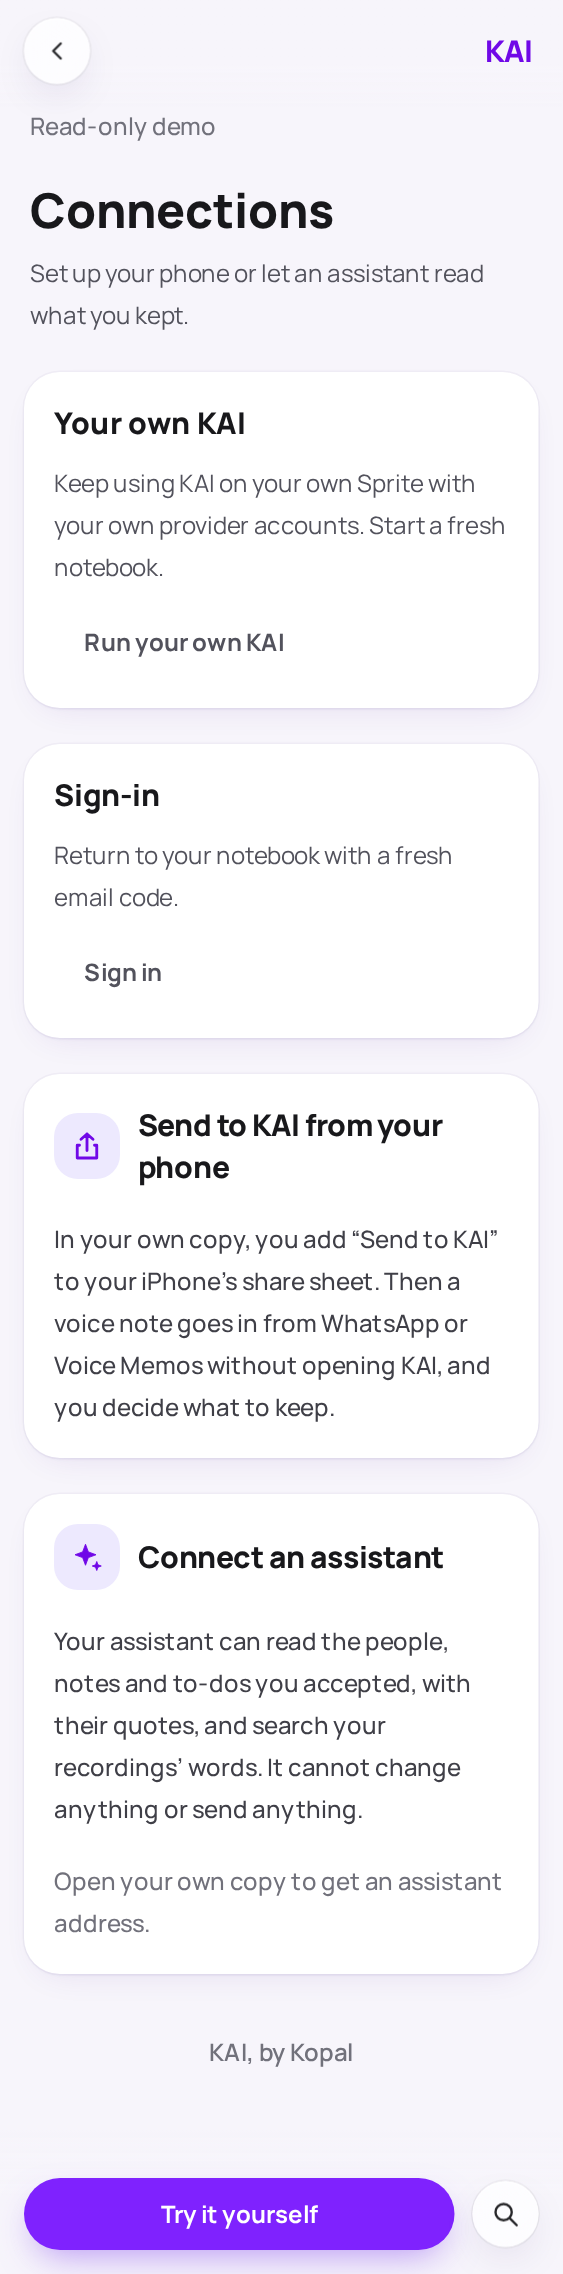 KAI
Read-only demo
Connections
Set up your phone or let an assistant read
what you kept.
Your own KAI
Keep using KAI on your own Sprite with
your own provider accounts. Start a fresh
notebook.
Run your own KAI
Sign-in
Return to your notebook with a fresh
email code.
Sign in
Send to KAI from your
phone
In your own copy, you add “Send to KAI”
to your iPhone’s share sheet. Then a
voice note goes in from WhatsApp or
Voice Memos without opening KAI, and
you decide what to keep.
Connect an assistant
Your assistant can read the people,
notes and to-dos you accepted, with
their quotes, and search your
recordings’ words. It cannot change
anything or send anything.
Open your own copy to get an assistant
address.
KAI, by Kopal
Try it yourself